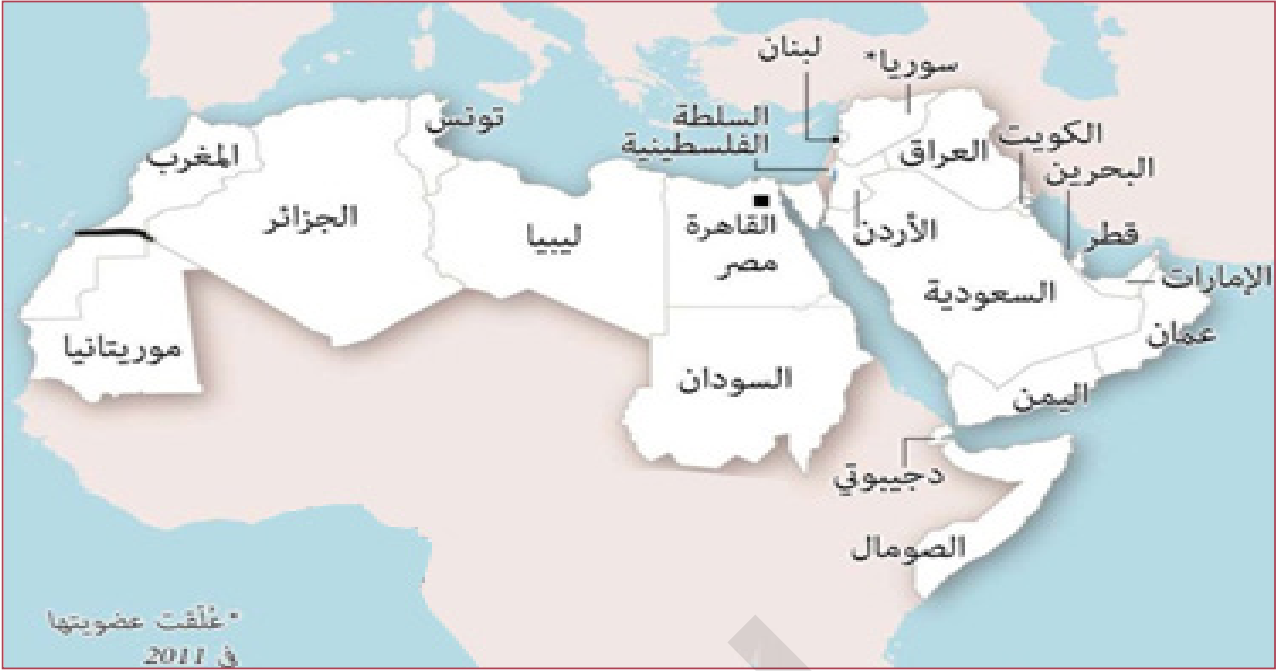 لبنان
سوريا*
السلطة
الفلسطينية
تونس
الكويت
العراق
المغرب
البحرين
الجزائر
ليبيا
القاهرة
مصر
الأردن
قطر
الإمارات
السعودية
عمان
موريتانيا
السودان
اليمن
دجيبوتي
الصومال
*عُلّقت عضويتها
في 2011